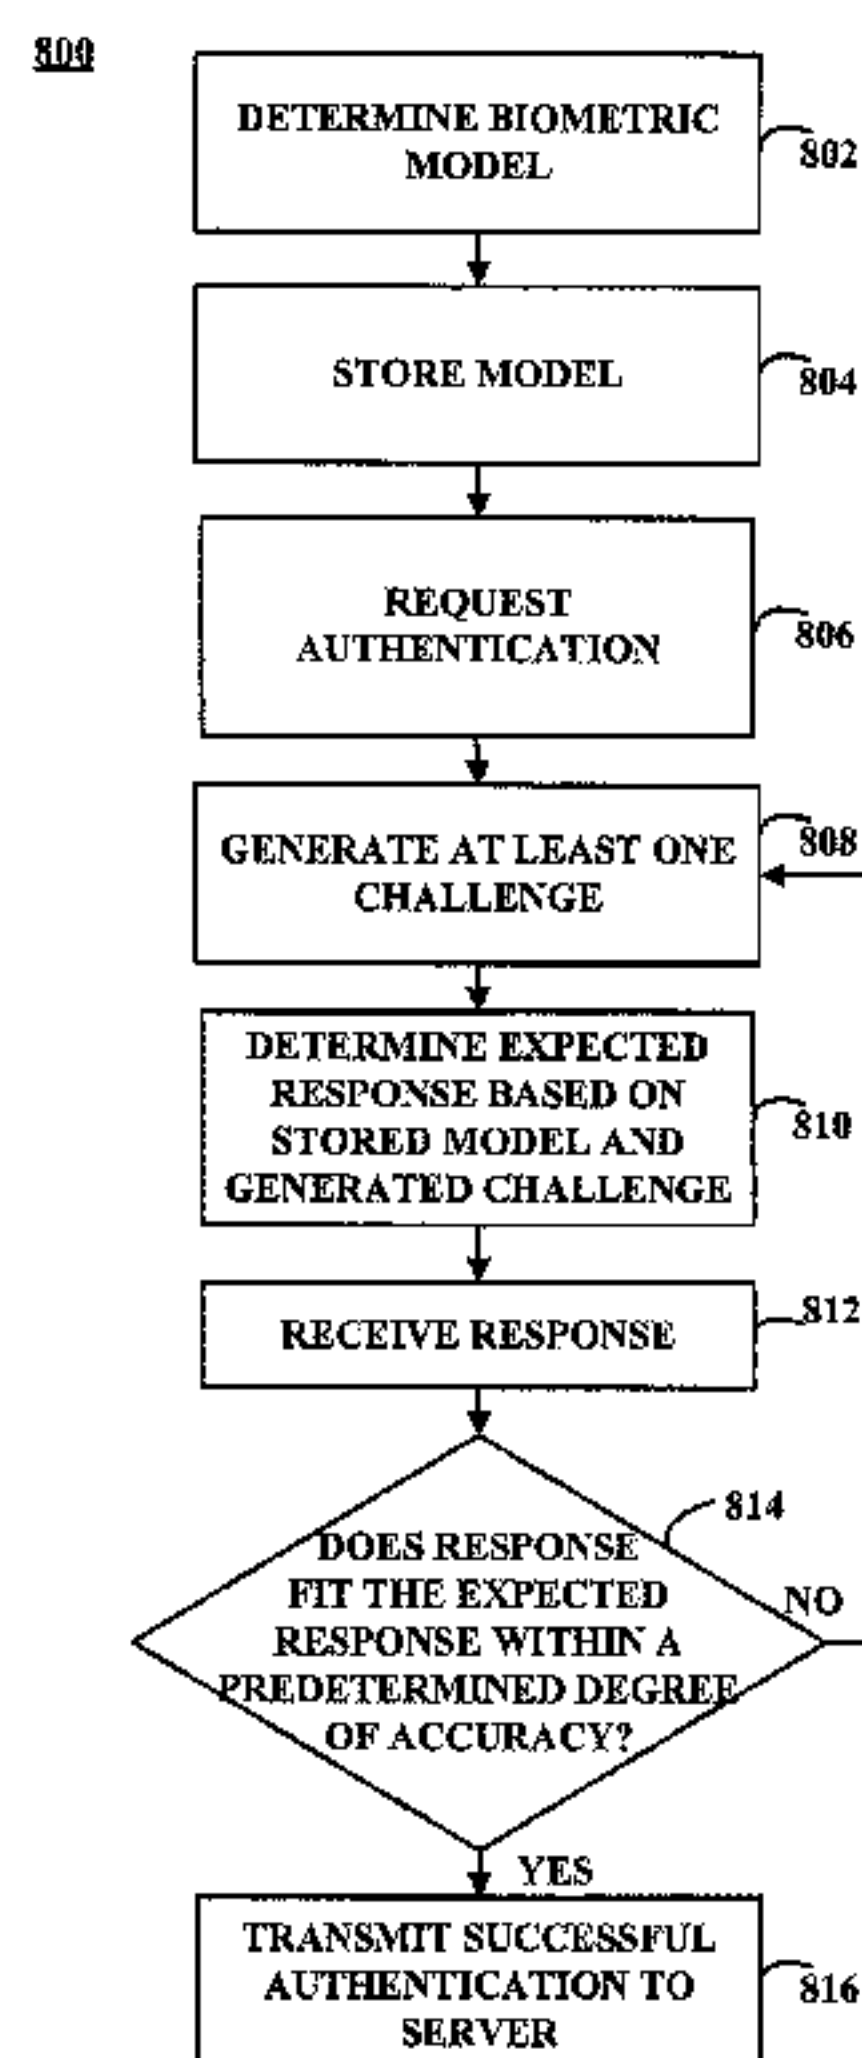 800
DETERMINE BIOMETRIC
MODEL
802
STORE MODEL
804
REQUEST
AUTHENTICATION
806
GENERATE AT LEAST ONE
CHALLENGE
808
DETERMINE EXPECTED
RESPONSE BASED ON
STORED MODEL AND
GENERATED CHALLENGE
810
RECEIVE RESPONSE
812
DOES RESPONSE
FIT THE EXPECTED
RESPONSE WITHIN A
PREDETERMINED DEGREE
OF ACCURACY?
814
NO
YES
TRANSMIT SUCCESSFUL
AUTHENTICATION TO
SERVER
816